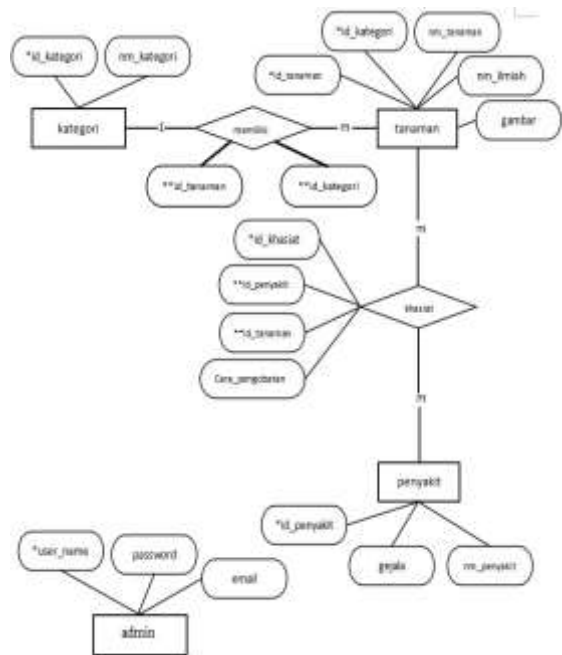 *id_kategori
nm_kategori
*id_kategori
nm_tanaman
*id_tanaman
nm_ilmiah
gambar
kategori
1
memiliki
m
tanaman
**id_tanaman
**id_kategori
m
*id_khasiat
**id_penyakit
**id_tanaman
Cara_pengobatan
khasiat
m
penyakit
*id_penyakit
gejala
nm_penyakit
*user_name
password
email
admin